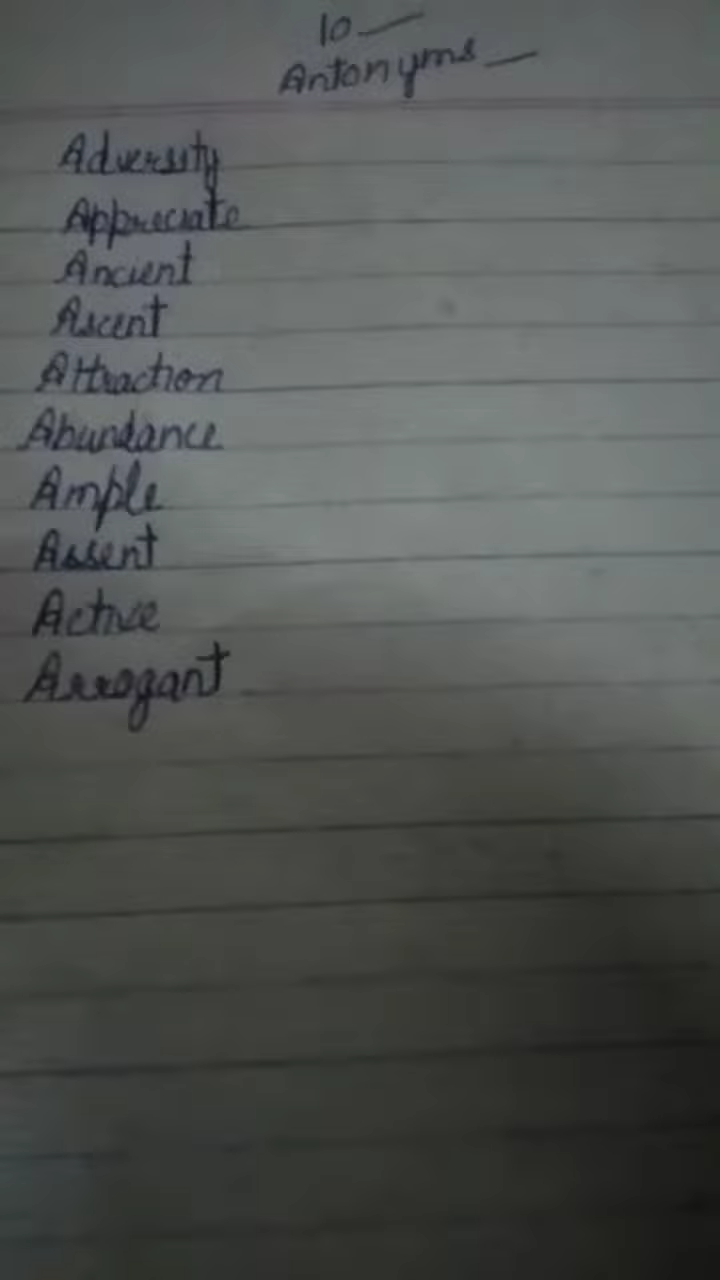 10 —
Antonyms —
Adversity
Appreciate
Ancient
Ascent
Attraction
Abundance
Ample
Assent
Active
Arrogant